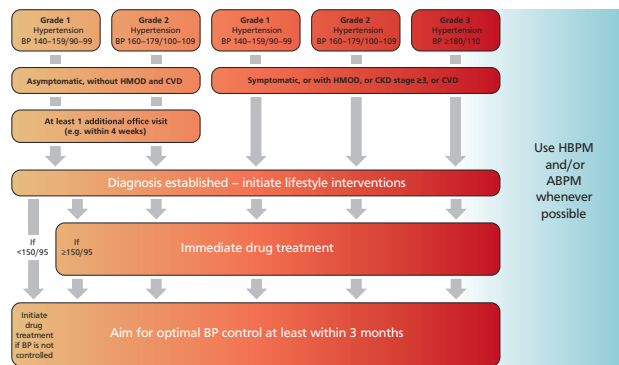 Grade 1
Hypertension
BP 140–159/90–99
Grade 2
Hypertension
BP 160–179/100–109
Grade 1
Hypertension
BP 140–159/90–99
Grade 2
Hypertension
BP 160–179/100–109
Grade 3
Hypertension
BP ≥180/110
Asymptomatic, without HMOD and CVD
Symptomatic, or with HMOD, or CKD stage ≥3, or CVD
At least 1 additional office visit
(e.g. within 4 weeks)
Use HBPM
and/or
ABPM
whenever
possible
Diagnosis established – initiate lifestyle interventions
If
<150/95
If
≥150/95
Immediate drug treatment
Initiate
drug
treatment
if BP is not
controlled
Aim for optimal BP control at least within 3 months